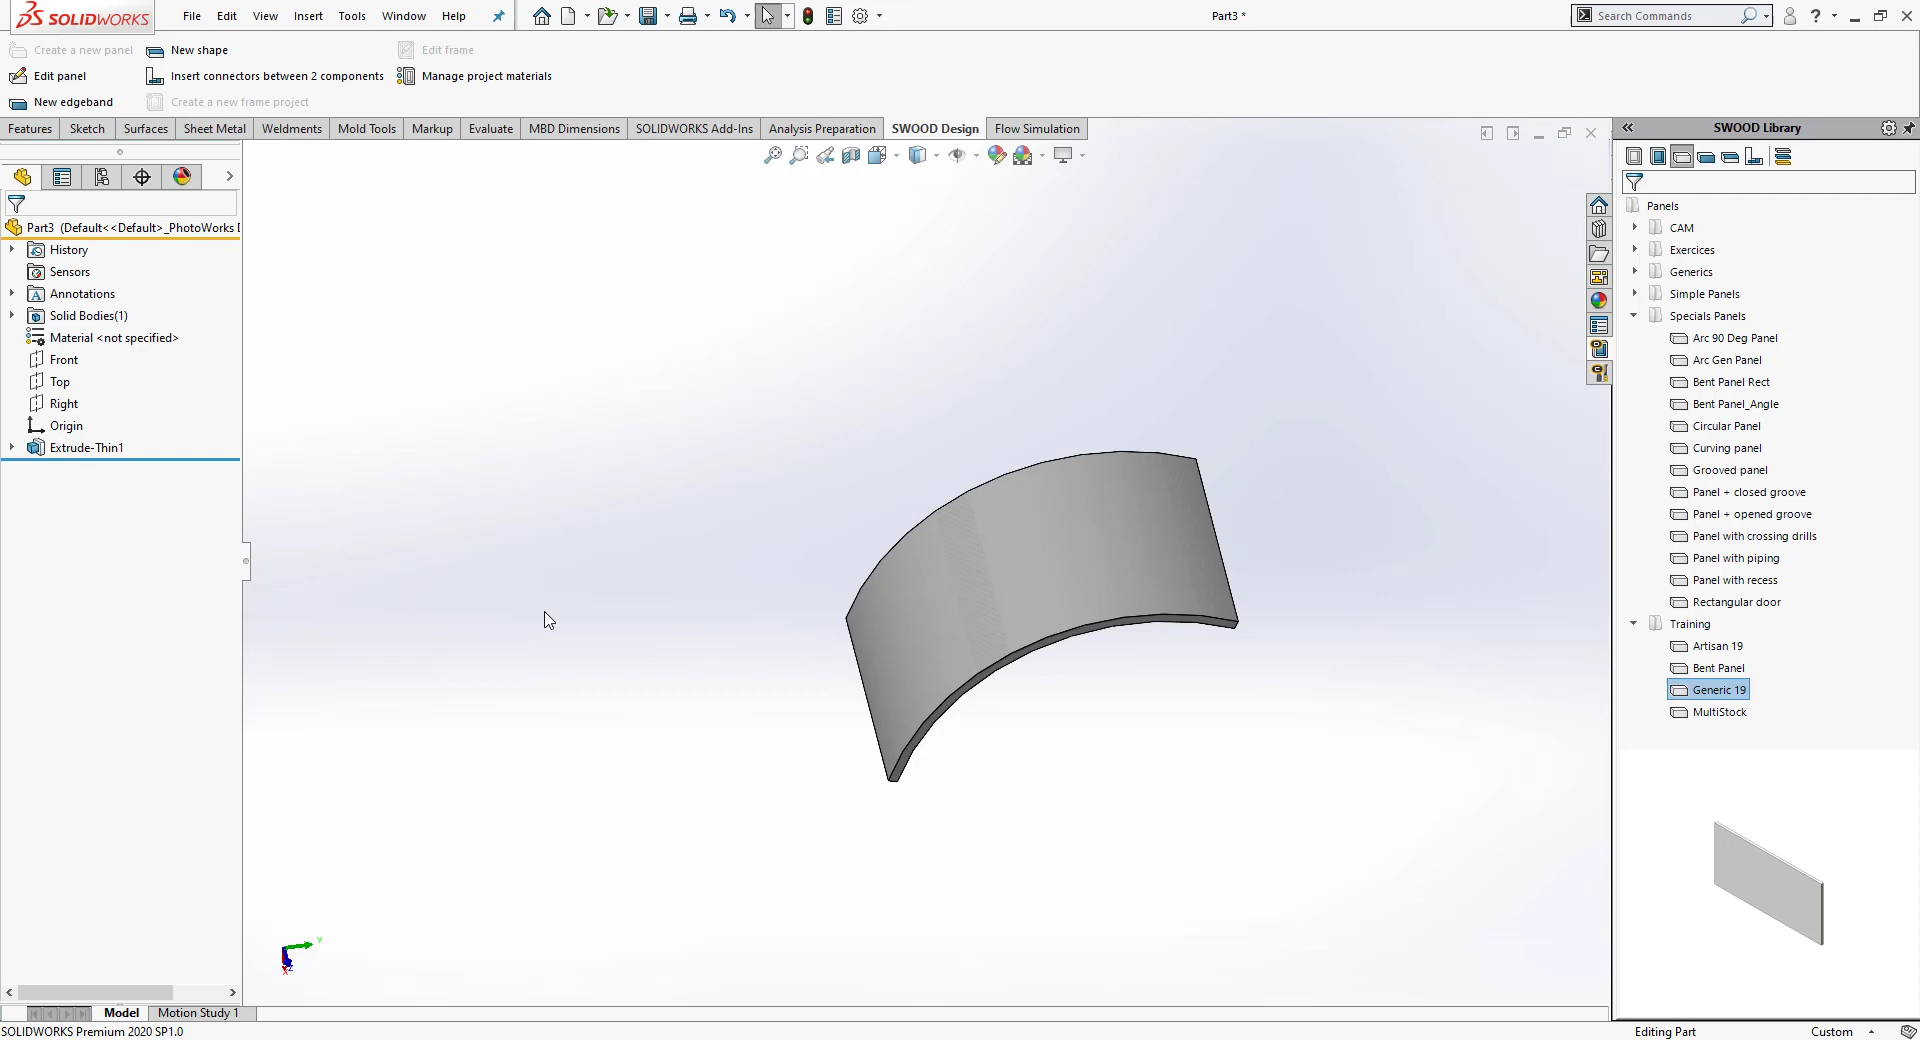 SOLIDWORKS
File Edit View Insert Tools Window Help
Part3 *
Search Commands
Create a new panel
New shape
Edit frame
Edit panel
Insert connectors between 2 components
Manage project materials
New edgeband
Create a new frame project
Features Sketch Surfaces Sheet Metal Weldments Mold Tools Markup Evaluate MBD Dimensions SOLIDWORKS Add-Ins Analysis Preparation SWOOD Design Flow Simulation
SWOOD Library
Part3 (Default<<Default>_PhotoWorks
History
Sensors
Annotations
Solid Bodies(1)
Material <not specified>
Front
Top
Right
Origin
Extrude-Thin1
Panels
CAM
Exercices
Generics
Simple Panels
Specials Panels
Arc 90 Deg Panel
Arc Gen Panel
Bent Panel Rect
Bent Panel_Angle
Circular Panel
Curving panel
Grooved panel
Panel + closed groove
Panel + opened groove
Panel with crossing drills
Panel with piping
Panel with recess
Rectangular door
Training
Artisan 19
Bent Panel
Generic 19
MultiStock
Y
Z
X
Model Motion Study 1
SOLIDWORKS Premium 2020 SP1.0
Editing Part
Custom